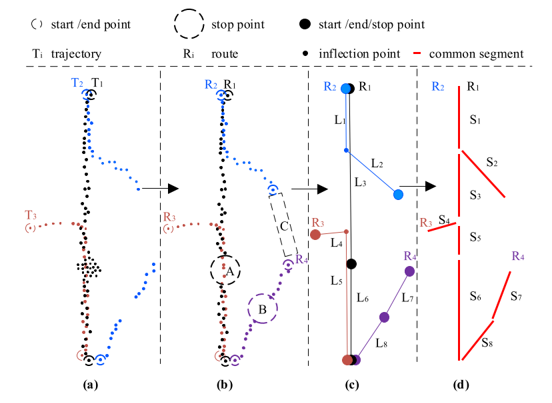 start /end point
stop point
start /end/stop point
Ti trajectory
Ri route
inflection point
common segment
T2 T1
R2 R1
R2 R1
R2 R1
L1
S1
L2
S2
L3
S3
T3
R3
R3
L4
R3
S4
S5
C
R4
R4
R4
A
B
L5
L6
L7
L8
S6
S7
S8
(a) (b) (c) (d)